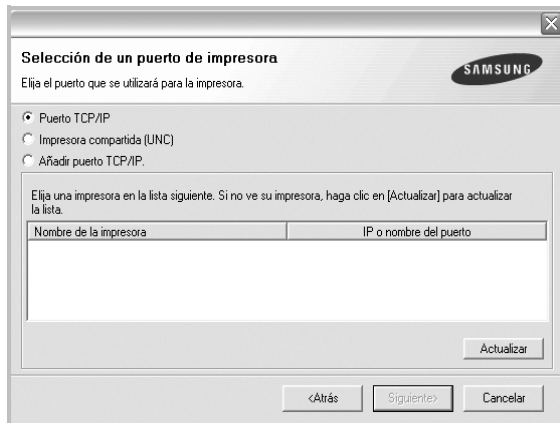 Selección de un puerto de impresora
Elija el puerto que se utilizará para la impresora.
SAMSUNG
Puerto TCP/IP
Impresora compartida (UNC)
Añadir puerto TCP/IP.
Elija una impresora en la lista siguiente. Si no ve su impresora, haga clic en [Actualizar] para actualizar
la lista.
Nombre de la impresora IP o nombre del puerto
Actualizar
<Atrás Siguiente> Cancelar